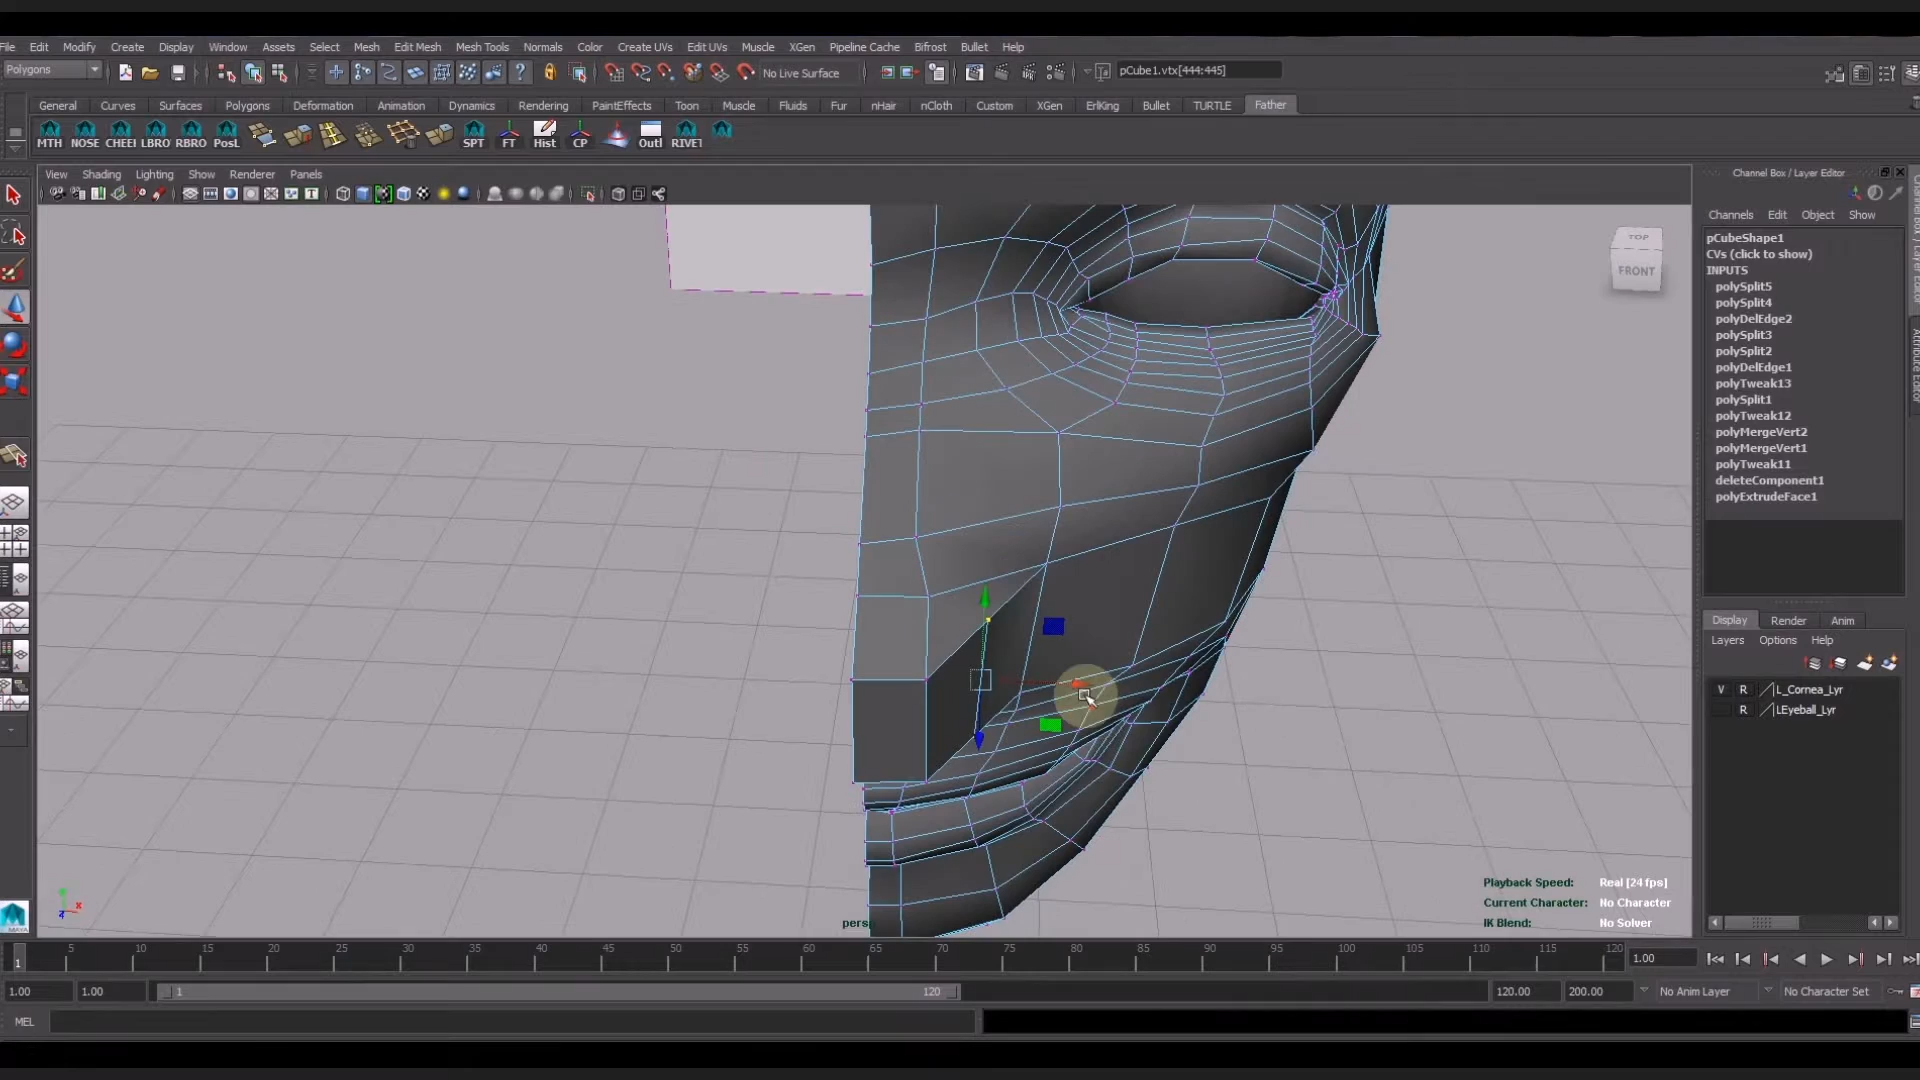 File Edit Modify Create Display Window Assets Select Mesh Edit Mesh Mesh Tools Normals Color Create UVs Edit UVs Muscle XGen Pipeline Cache Bifrost Bullet Help
Polygons No Live Surface pCube1.vtx[444:445]
General Curves Surfaces Polygons Deformation Animation Dynamics Rendering PaintEffects Toon Muscle Fluids Fur nHair nCloth Custom XGen ErlKing Bullet TURTLE Father
MTH NOSE CHEEI LBRO RBRO PosL SPT FT Hist CP Outl RIVET
View Shading Lighting Show Renderer Panels
Channel Box / Layer Editor
Channels Edit Object Show
pCubeShape1
CVs (click to show)
INPUTS
polySplit5
polySplit4
polyDelEdge2
polySplit3
polySplit2
polyDelEdge1
polyTweak13
polySplit1
polyTweak12
polyMergeVert2
polyMergeVert1
polyTweak11
deleteComponent1
polyExtrudeFace1
TOP
FRONT
Attribute Editor
Display Render Anim
Layers Options Help
V R L_Cornea_Lyr
R LEyeball_Lyr
Playback Speed: Real [24 fps]
Current Character: No Character
IK Blend: No Solver
persp
1 5 10 15 20 25 30 35 40 45 50 55 60 65 70 75 80 85 90 95 100 105 110 115 120 1.00
1.00 1.00 1 120 120.00 200.00 No Anim Layer No Character Set
MEL